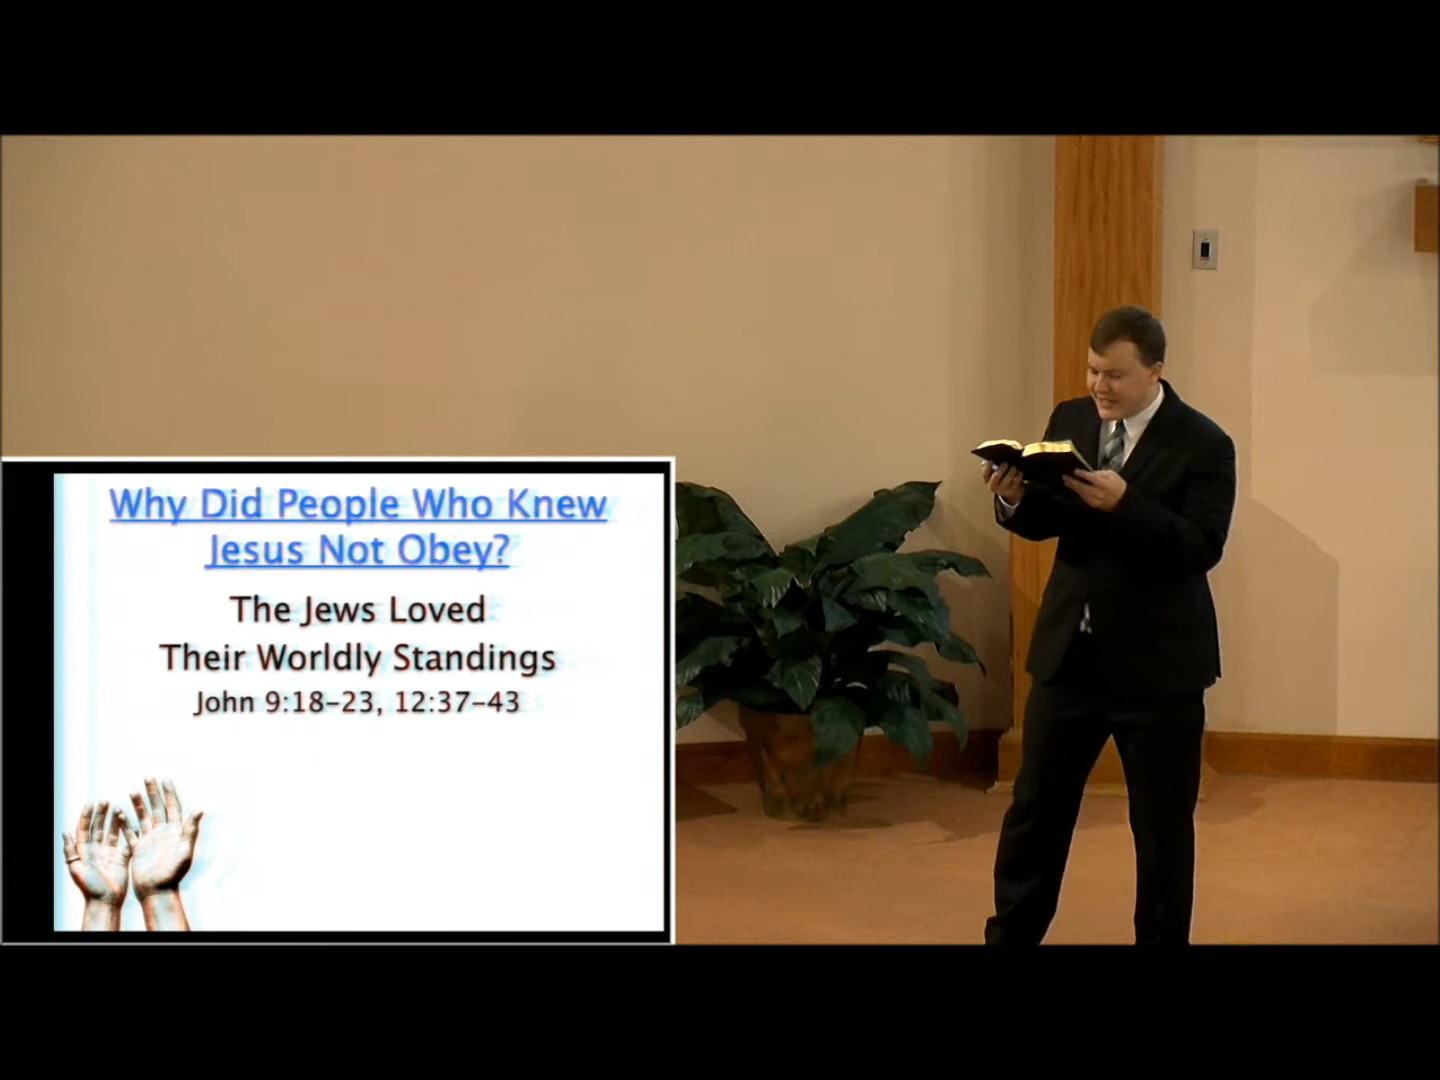 Why Did People Who Knew
Jesus Not Obey?
The Jews Loved
Their Worldly Standings
John 9:18–23, 12:37–43